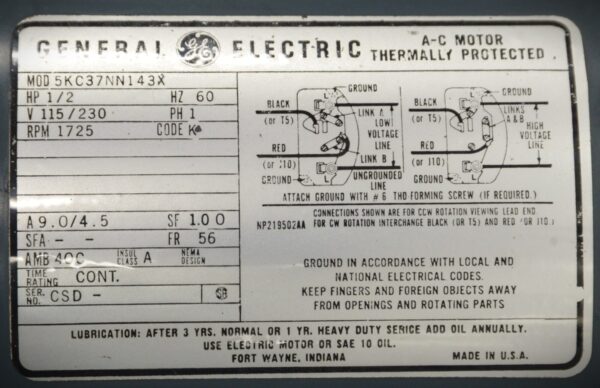 GENERAL GE ELECTRIC
A-C MOTOR
THERMALLY PROTECTED
MOD 5KC37NN143X
HP 1/2 HZ 60
V 115/230 PH 1
RPM 1725 CODE K
A 9.0/4.5 SF 1.00
SFA - - FR 56
AMB 40C INSUL CLASS A NEMA DESIGN
TIME RATING CONT.
SER. NO. CSD -
GROUND
L
BLACK
(or T5)
LINK A
LOW
VOLTAGE
LINE
RED
(or J10)
LINK B
L
GROUND
UNGROUNDED
LINE
GROUND
L
BLACK
(or T5)
LINKS
A & B
HIGH
VOLTAGE
LINE
RED
(or J10)
L
GROUND
ATTACH GROUND WITH # 6 THD FORMING SCREW (IF REQUIRED.)
CONNECTIONS SHOWN ARE FOR CCW ROTATION VIEWING LEAD END.
NP219502AA FOR CW ROTATION INTERCHANGE BLACK (OR T5) AND RED (OR J10.)
GROUND IN ACCORDANCE WITH LOCAL AND
NATIONAL ELECTRICAL CODES.
KEEP FINGERS AND FOREIGN OBJECTS AWAY
FROM OPENINGS AND ROTATING PARTS
LUBRICATION: AFTER 3 YRS. NORMAL OR 1 YR. HEAVY DUTY SERICE ADD OIL ANNUALLY.
USE ELECTRIC MOTOR OR SAE 10 OIL.
FORT WAYNE, INDIANA
MADE IN U.S.A.